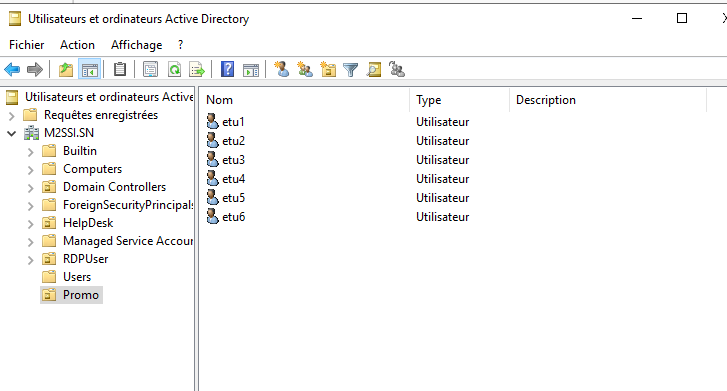 Utilisateurs et ordinateurs Active Directory
Fichier Action Affichage ?
Utilisateurs et ordinateurs Active
Requêtes enregistrées
M2SSI.SN
Builtin
Computers
Domain Controllers
ForeignSecurityPrincipals
HelpDesk
Managed Service Accour
RDPUser
Users
Promo
Nom Type Description
etu1 Utilisateur
etu2 Utilisateur
etu3 Utilisateur
etu4 Utilisateur
etu5 Utilisateur
etu6 Utilisateur